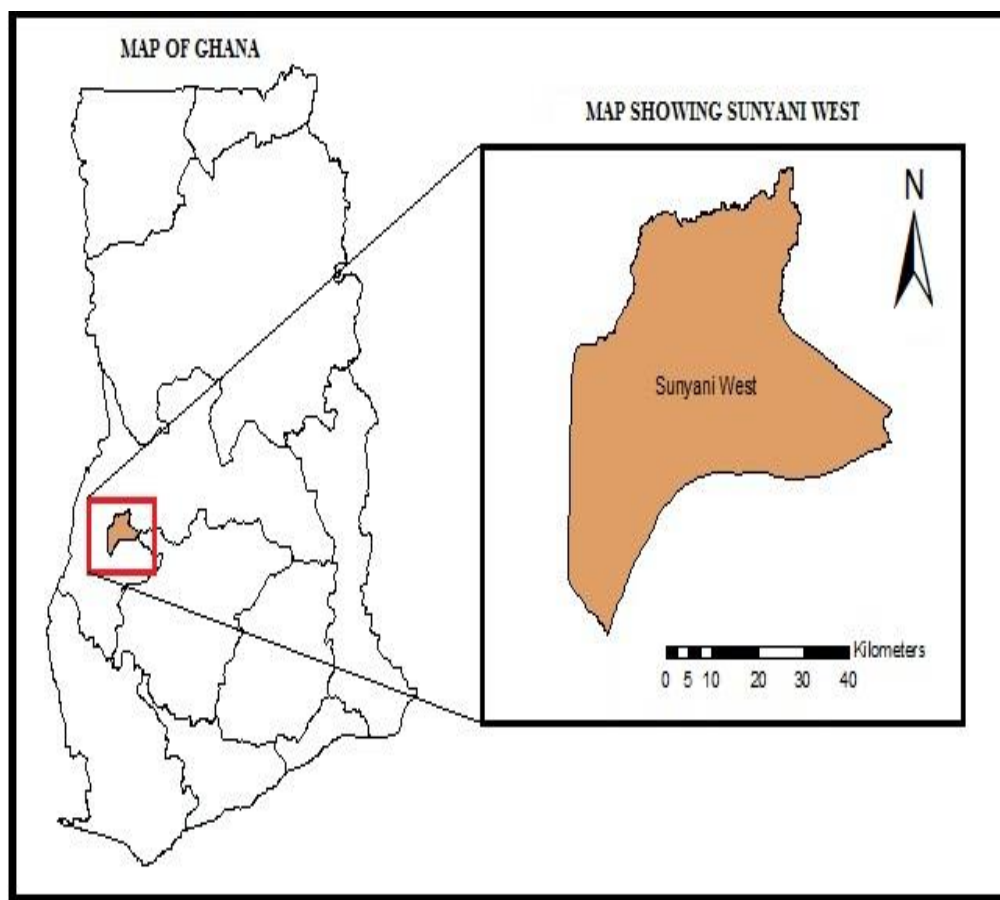 MAP OF GHANA
MAP SHOWING SUNYANI WEST
N
Sunyani West
Kilometers
0 5 10 20 30 40